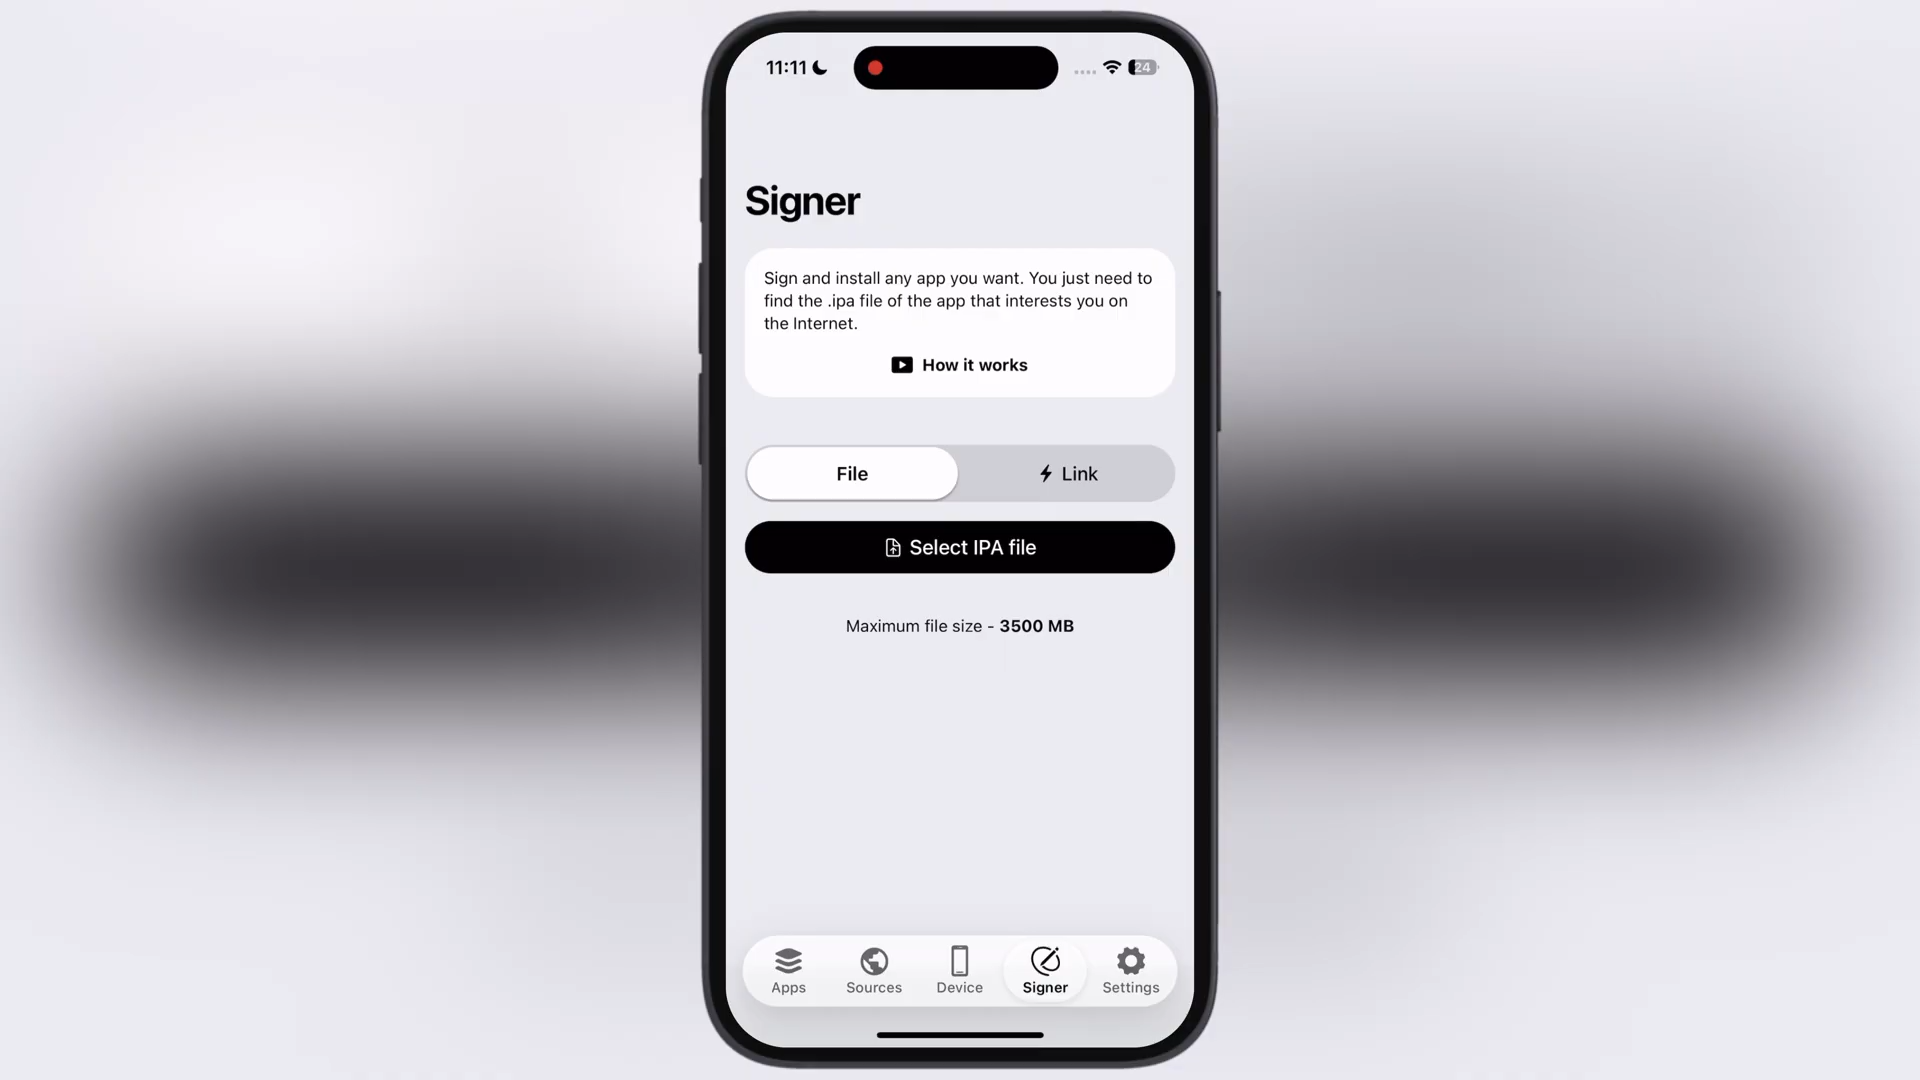 11:11
24
Signer
Sign and install any app you want. You just need to
find the .ipa file of the app that interests you on
the Internet.
How it works
File
Link
Select IPA file
Maximum file size - 3500 MB
Apps
Sources
Device
Signer
Settings